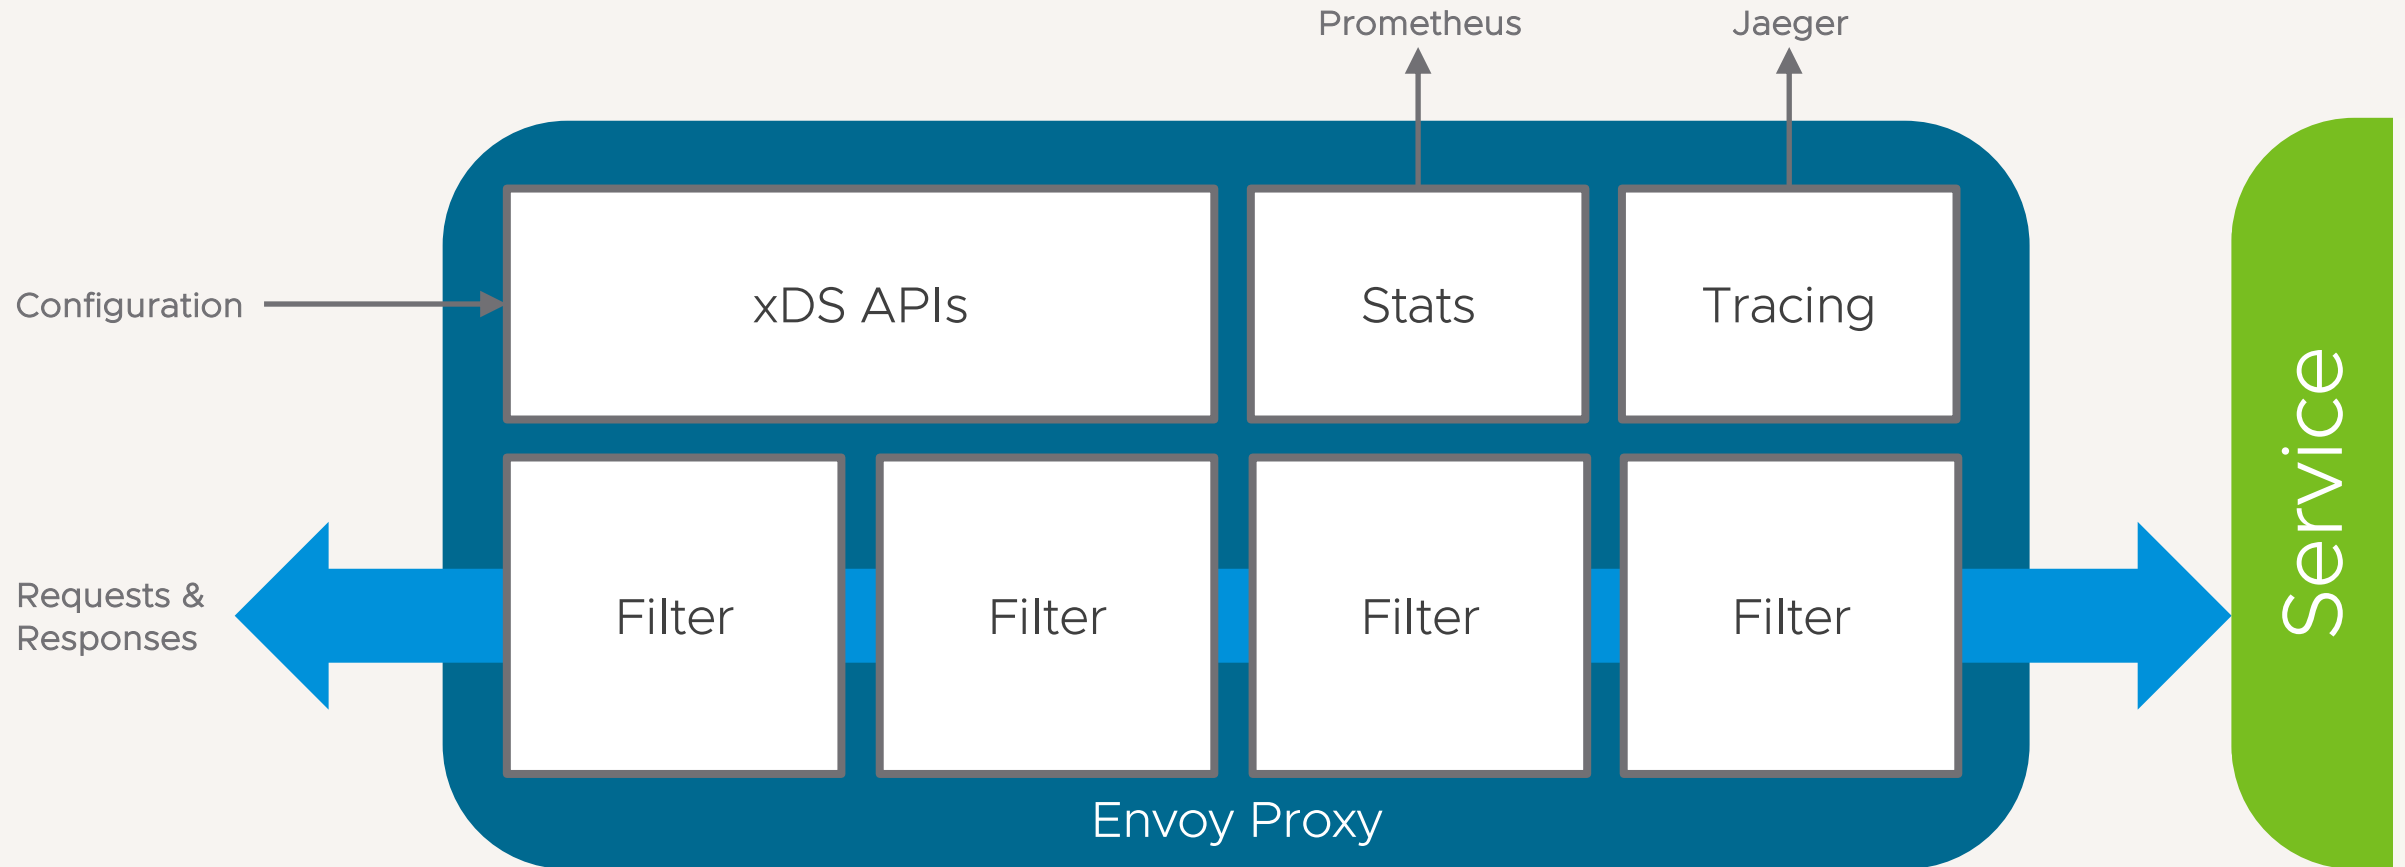 Prometheus
Jaeger
Configuration
xDS APIs
Stats
Tracing
Service
Requests &
Responses
Filter
Filter
Filter
Filter
Envoy Proxy